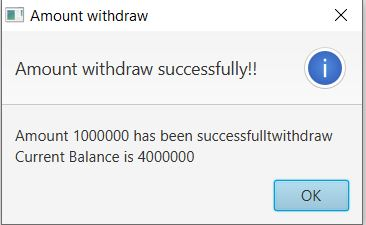 Amount withdraw
Amount withdraw successfully!!
Amount 1000000 has been successfulltwithdraw
Current Balance is 4000000
OK